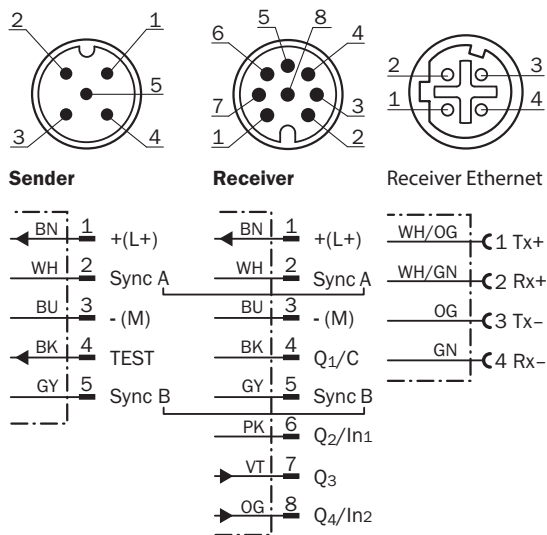 2 1
5
3 4
5 8
6 4
7 3
1 2
2 3
1 4
Sender
BN 1 +(L+)
WH 2 Sync A
BU 3 - (M)
BK 4 TEST
GY 5 Sync B
Receiver
BN 1 +(L+)
WH 2 Sync A
BU 3 - (M)
BK 4 Q1/C
GY 5 Sync B
PK 6 Q2/In1
VT 7 Q3
OG 8 Q4/In2
Receiver Ethernet
WH/OG 1 Tx+
WH/GN 2 Rx+
OG 3 Tx–
GN 4 Rx–